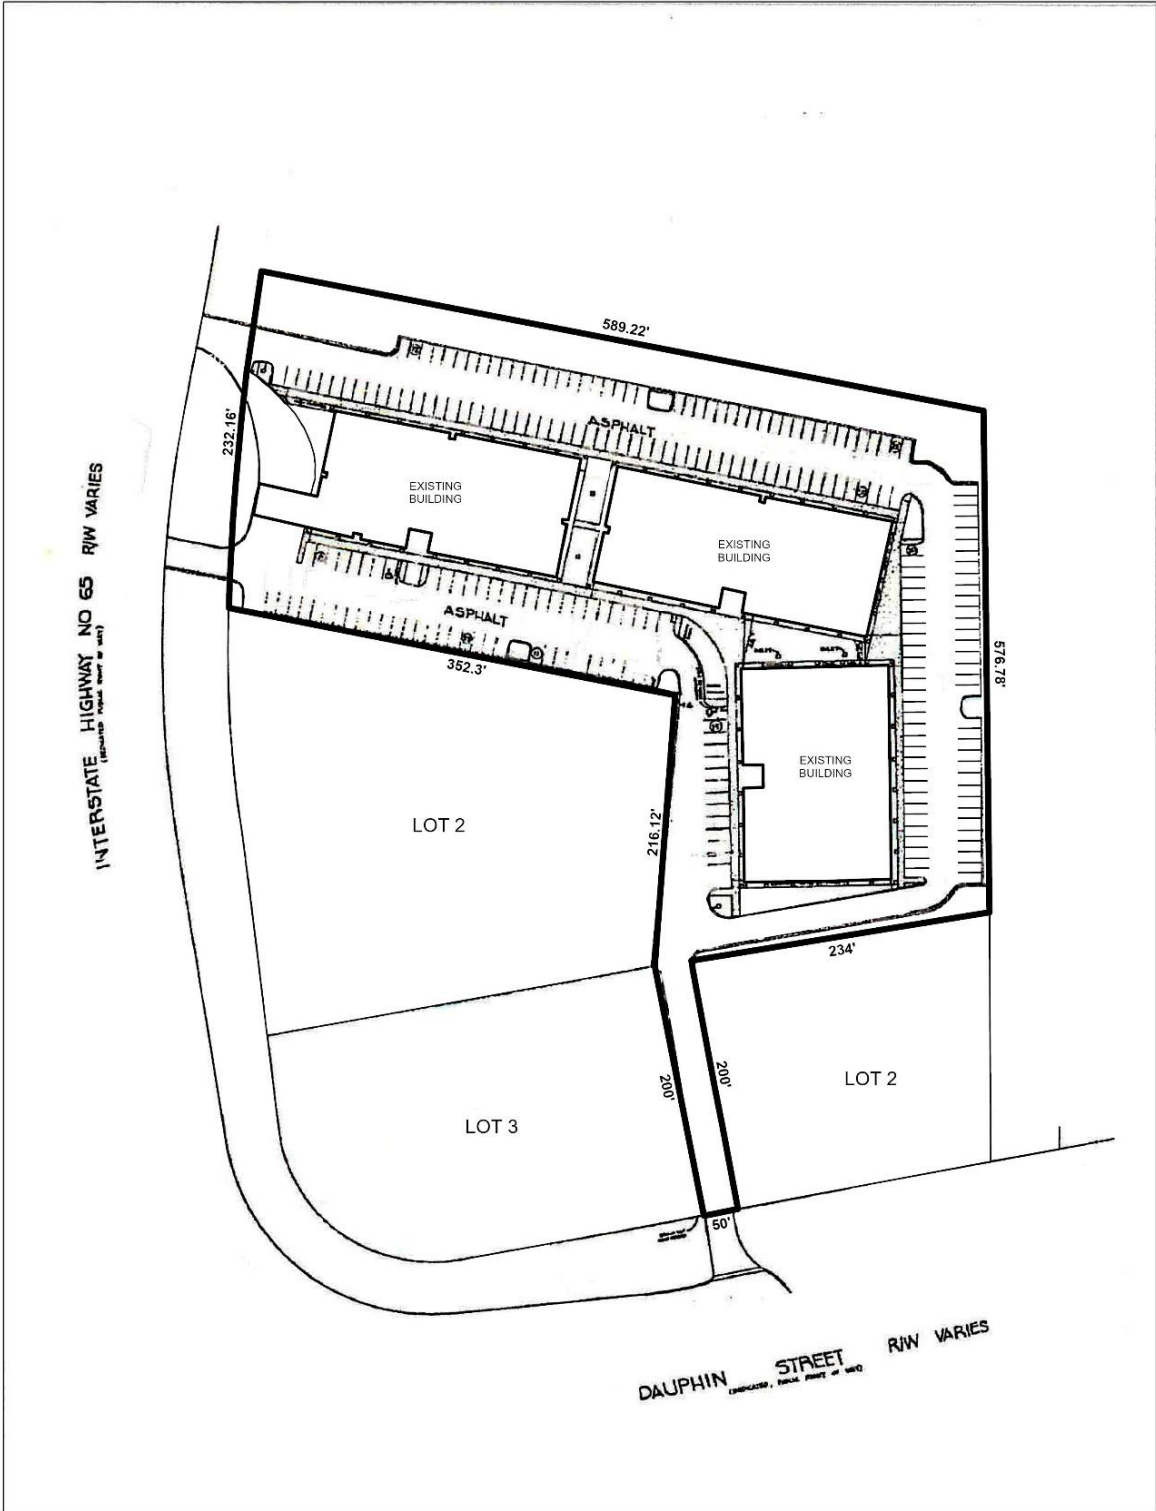 589.22'
ASPHALT
232.16'
EXISTING
BUILDING
EXISTING
BUILDING
ASPHALT
352.3'
INTERSTATE HIGHWAY NO 65 R/W VARIES
576.78'
EXISTING
BUILDING
LOT 2
216.12'
234'
200'
200'
LOT 2
LOT 3
50'
DAUPHIN STREET R/W VARIES